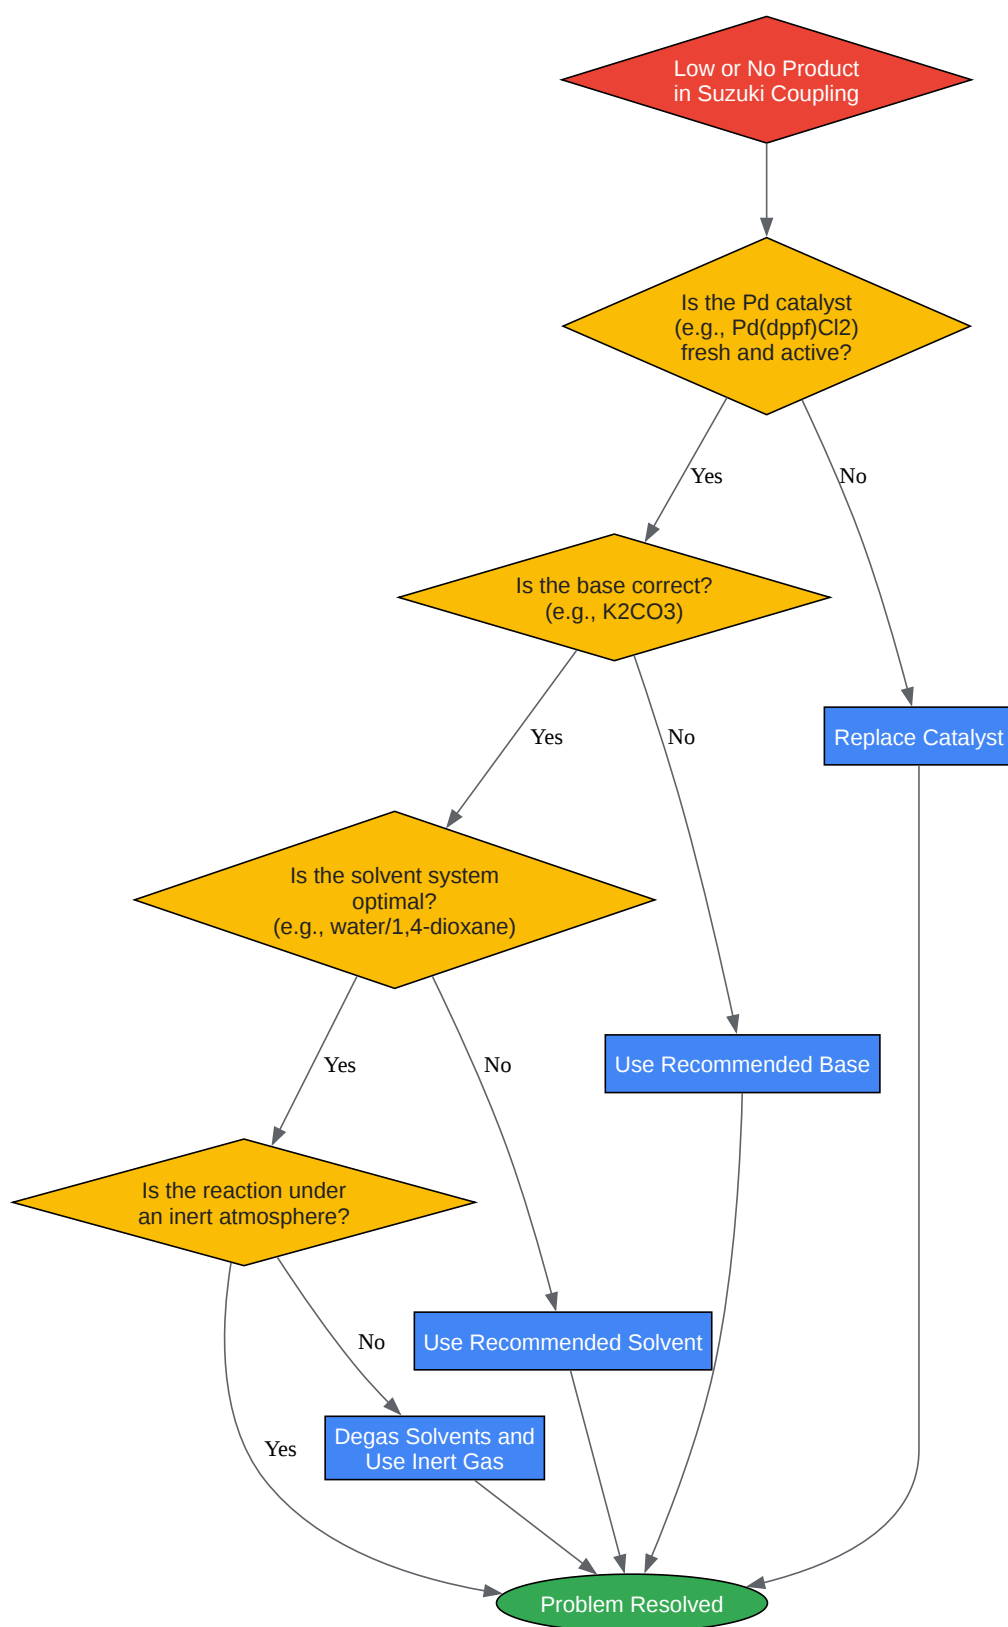 Low or No Product
in Suzuki Coupling
Is the Pd catalyst
(e.g., Pd(dppf)Cl2)
fresh and active?
Yes
No
Is the base correct?
(e.g., K2CO3)
Yes
No
Replace Catalyst
Is the solvent system
optimal?
(e.g., water/1,4-dioxane)
Yes
No
Use Recommended Base
Is the reaction under
an inert atmosphere?
No
Use Recommended Solvent
Yes
Degas Solvents and
Use Inert Gas
Problem Resolved